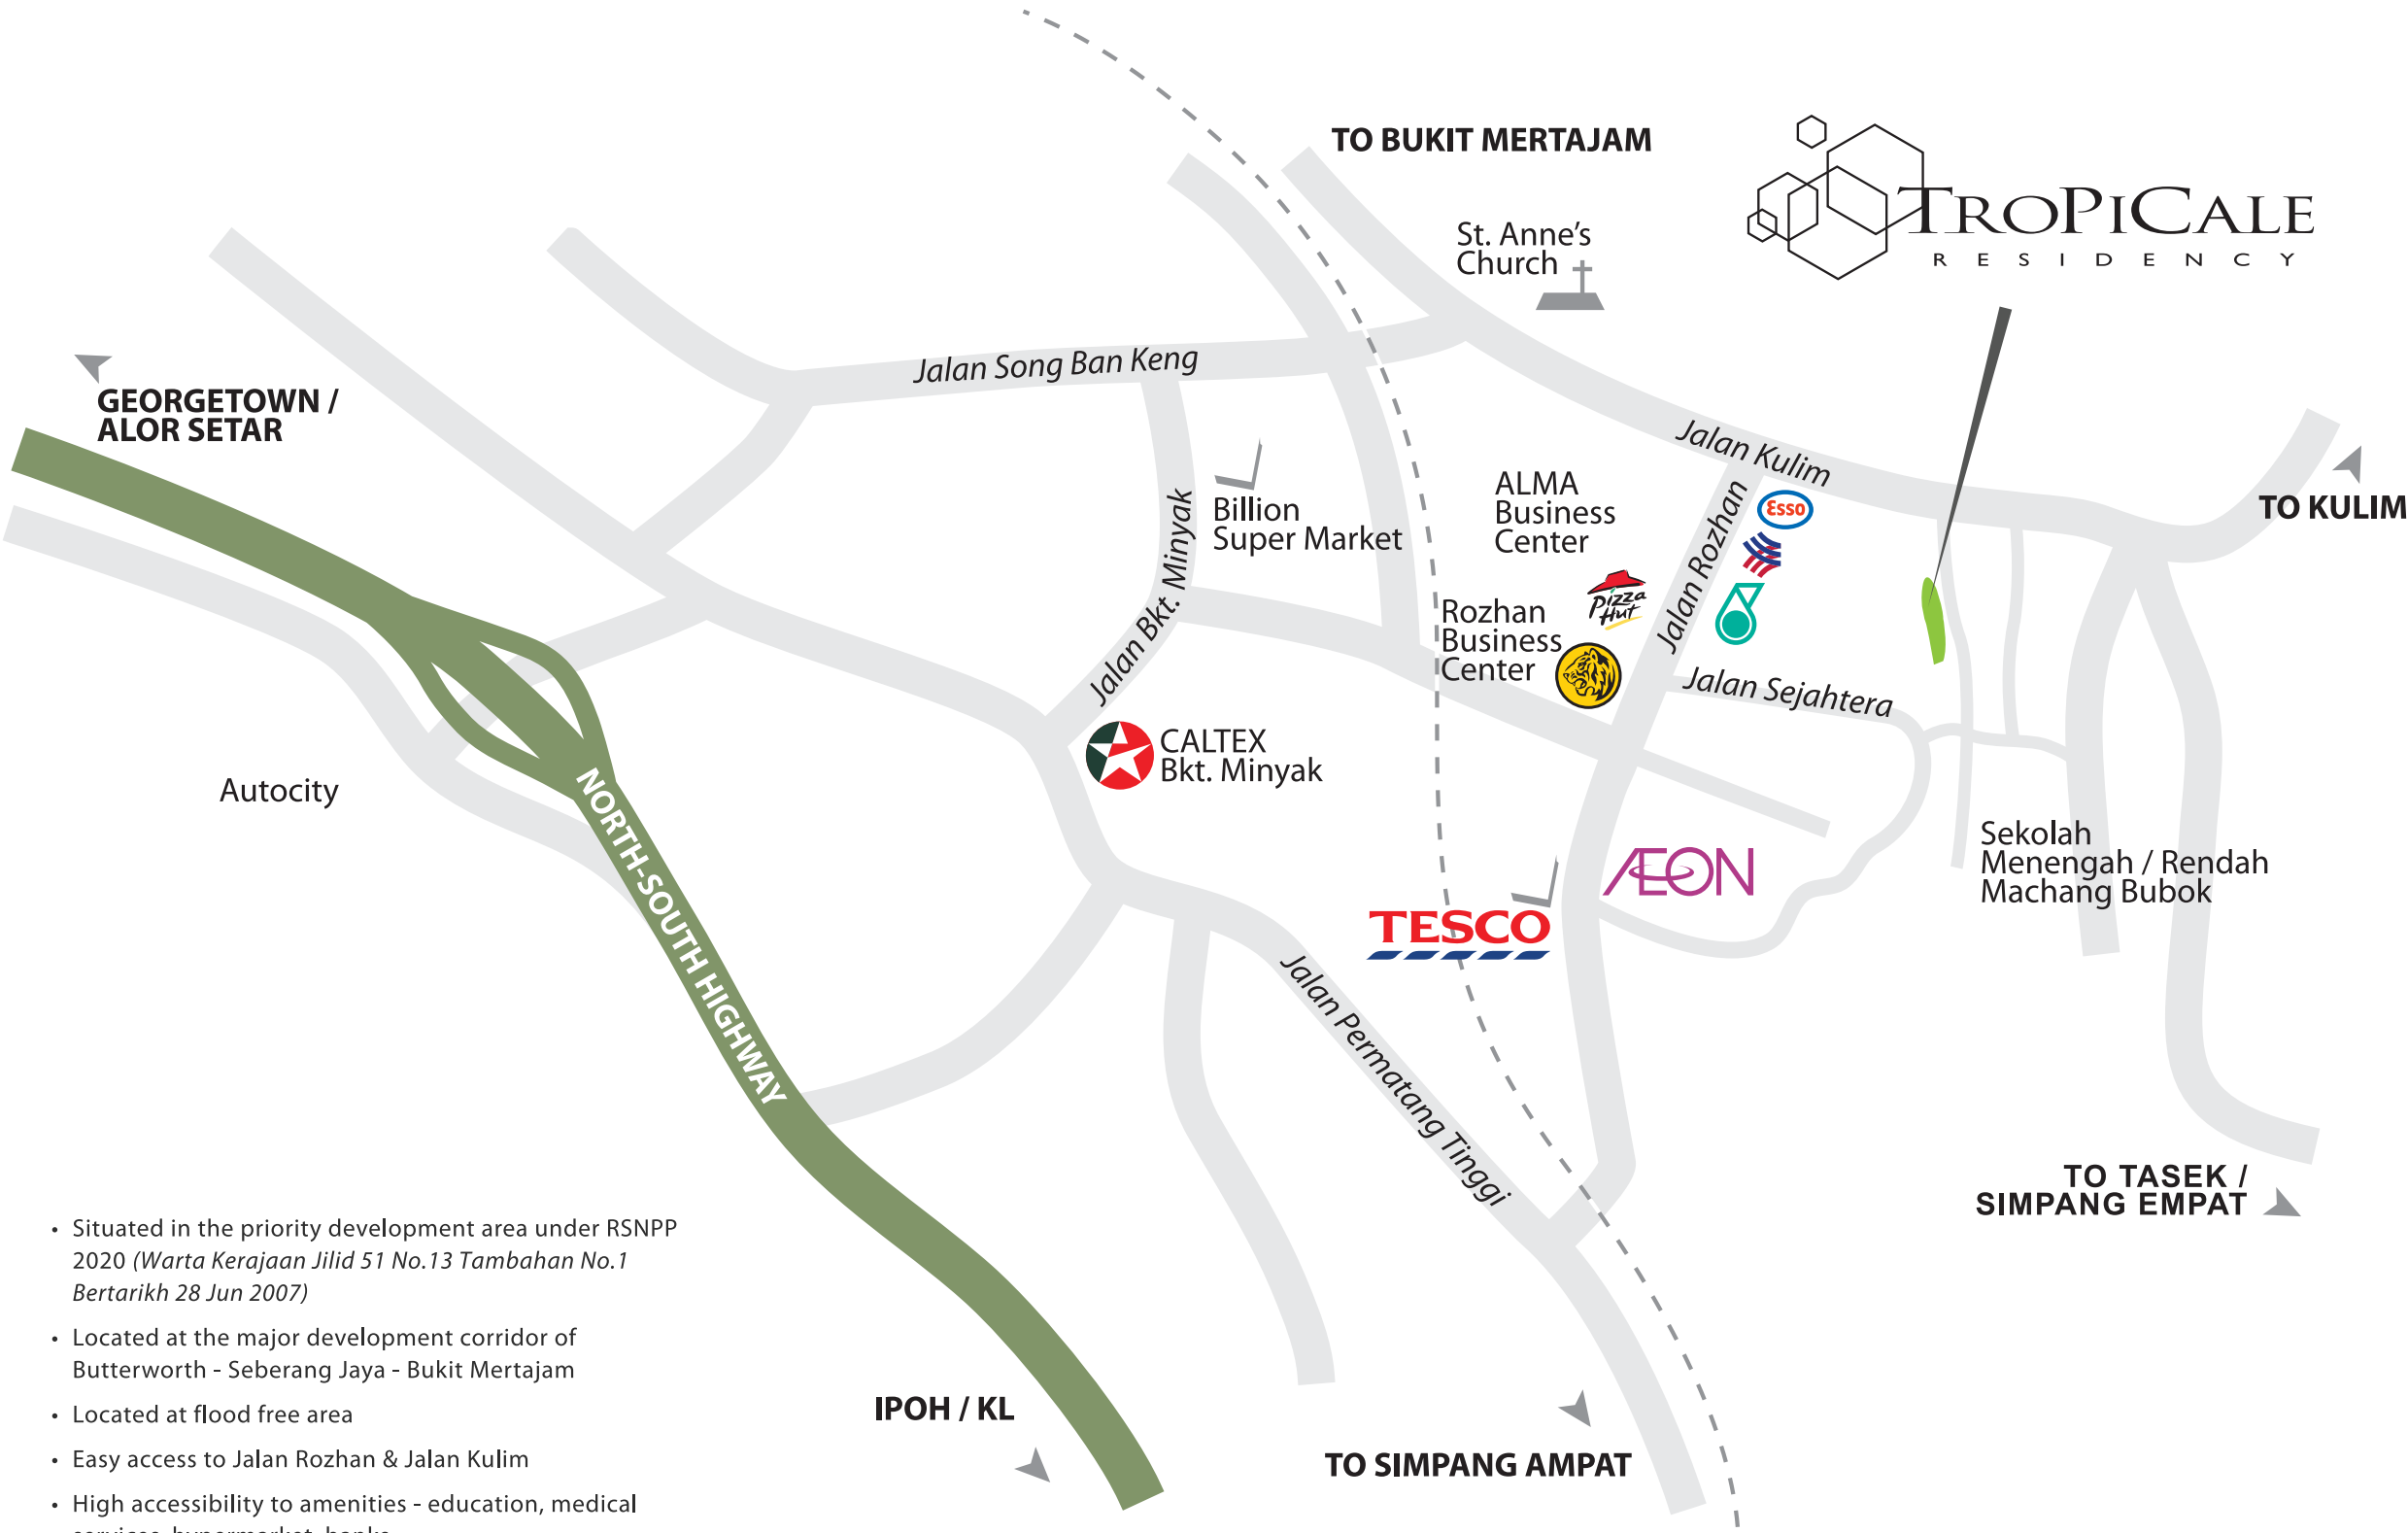 TO BUKIT MERTAJAM
TROPICALE
RESIDENCY
St. Anne's
Church
Jalan Song Ban Keng
GEORGETOWN /
ALOR SETAR
Jalan Kulim
TO KULIM
ALMA
Business
Center
Esso
Billion
Super Market
Jalan Bkt. Minyak
Jalan Rozhan
Pizza
Hut
Rozhan
Business
Center
Jalan Sejahtera
CALTEX
Bkt. Minyak
Autocity
NORTH-SOUTH HIGHWAY
AEON
Sekolah
Menengah / Rendah
Machang Bubok
TESCO
Jalan Permatang Tinggi
TO TASEK /
SIMPANG EMPAT
IPOH / KL
TO SIMPANG AMPAT
• Situated in the priority development area under RSNPP
2020 (Warta Kerajaan Jilid 51 No.13 Tambahan No.1
Bertarikh 28 Jun 2007)
• Located at the major development corridor of
Butterworth - Seberang Jaya - Bukit Mertajam
• Located at flood free area
• Easy access to Jalan Rozhan & Jalan Kulim
• High accessibility to amenities - education, medical
services, hypermarket, banks